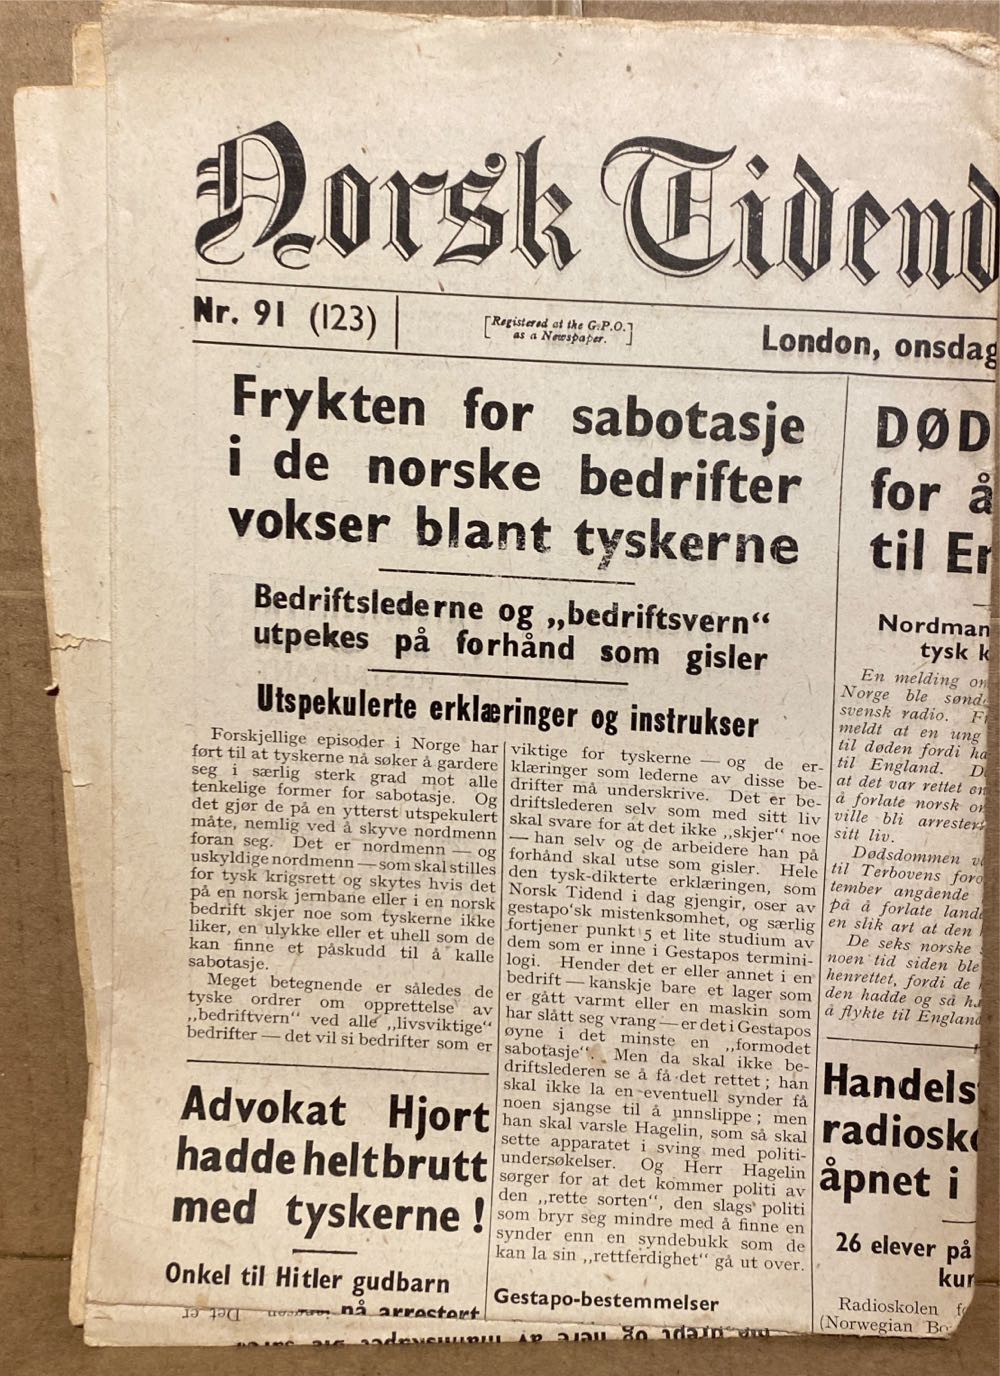 Norsk Tidend
Nr. 91 (123)
[Registered at the G.P.O.
as a Newspaper.]
London, onsdag
Frykten for sabotasje
i de norske bedrifter
vokser blant tyskerne
Bedriftslederne og „bedriftsvern“
utpekes på forhånd som gisler
Utspekulerte erklæringer og instrukser
Forskjellige episoder i Norge har
ført til at tyskerne nå søker å gardere
seg i særlig sterk grad mot alle
tenkelige former for sabotasje. Og
det gjør de på en ytterst utspekulert
måte, nemlig ved å skyve nordmenn
foran seg. Det er nordmenn — og
uskyldige nordmenn — som skal stilles
for tysk krigsrett og skytes hvis det
på en norsk jernbane eller i en norsk
bedrift skjer noe som tyskerne ikke
liker, en ulykke eller et uhell som de
kan finne et påskudd til å kalle
sabotasje.
Meget betegnende er således de
tyske ordrer om opprettelse av
„bedriftvern“ ved alle „livsviktige“
bedrifter — det vil si bedrifter som er
viktige for tyskerne — og de er-
klæringer som lederne av disse be-
drifter må underskrive. Det er be-
driftslederen selv som med sitt liv
skal svare for at det ikke „skjer“ noe
— han selv og de arbeidere han på
forhånd skal utse som gisler. Hele
den tysk-dikterte erklæringen, som
Norsk Tidend i dag gjengir, oser av
gestapo‘sk mistenksomhet, og særlig
fortjener punkt 5 et lite studium av
dem som er inne i Gestapos termini-
logi. Hender det er eller annet i en
bedrift — kanskje bare et lager som
er gått varmt eller en maskin som
har slått seg vrang — er det i Gestapos
øyne i det minste en „formodet
sabotasje“. Men da skal ikke be-
driftslederen se å få det rettet; han
skal ikke la en eventuell synder få
noen sjangse til å unnslippe; men
han skal varsle Hagelin, som så skal
sette apparatet i sving med politi-
undersøkelser. Og Herr Hagelin
sørger for at det kommer politi av
den „rette sorten“, den slags politi
som bryr seg mindre med å finne en
synder enn en syndebukk som de
kan la sin „rettferdighet“ gå ut over.
Gestapo-bestemmelser
Advokat Hjort
hadde helt brutt
med tyskerne !
Onkel til Hitler gudbarn
nå arrestert
Det er
DØD
for å
til En
Nordman
tysk k
En melding om
Norge ble sønd
svensk radio.
meldt at en ung
til døden fordi ha
til England. D
at det var rettet en
å forlate norsk om
ville bli arrester
sitt liv.
Dødsdommen v
til Terbovens foro
tember angående
på å forlate lande
en slik art at den
De seks norske
noen tid siden ble
henrettet, fordi de
den hadde og så h
å flykte til England
Handels
radiosko
åpnet i
26 elever på
kur
Radioskolen f
(Norwegian Bo